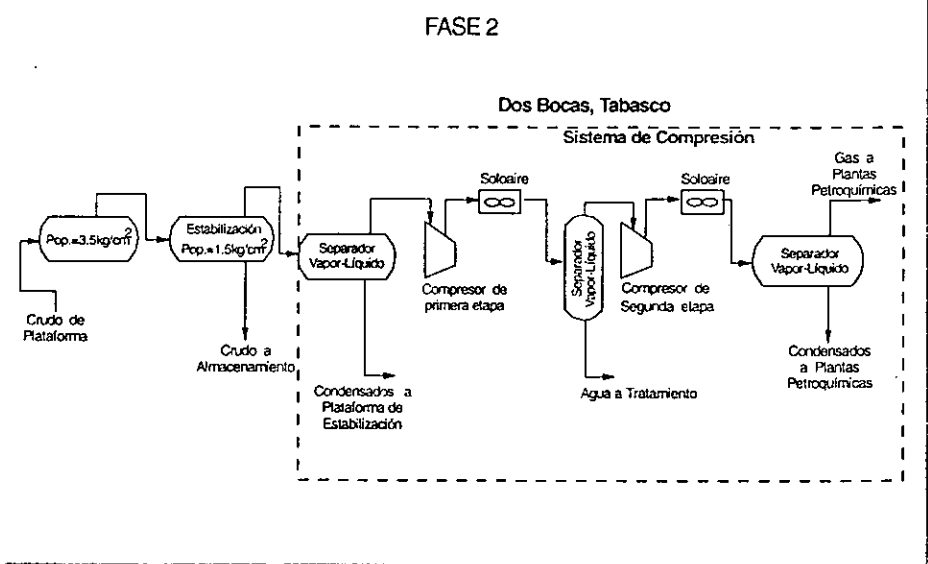 FASE 2
Dos Bocas, Tabasco
Sistema de Compresión
Gas a
Plantas
Petroquímicas
Soloaire
Soloaire
Pop.=3.5kg/cm2
Estabilización
Pop.=1.5kg/cm2
Separador
Vapor-Líquido
Separador
Vapor-Líquido
Separador
Vapor-Líquido
Compresor de
primera etapa
Compresor de
Segunda etapa
Crudo de
Plataforma
Crudo a
Almacenamiento
Condensados a
Plataforma de
Estabilización
Agua a Tratamiento
Condensados
a Plantas
Petroquímicas